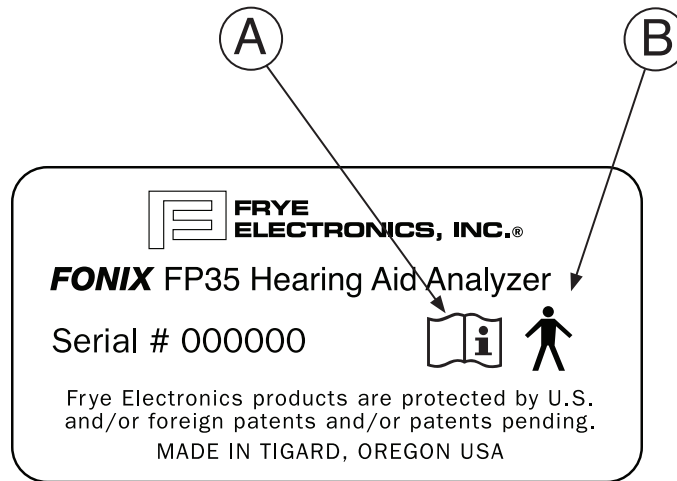 A
B
FRYE
ELECTRONICS, INC.®
FONIX FP35 Hearing Aid Analyzer
Serial # 000000
i
Frye Electronics products are protected by U.S.
and/or foreign patents and/or patents pending.
MADE IN TIGARD, OREGON USA